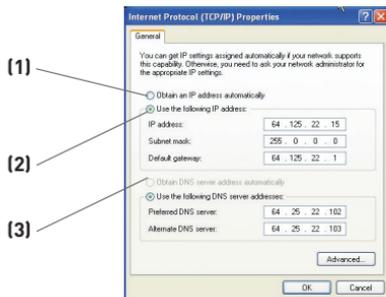 Internet Protocol (TCP/IP) Properties
General
You can get IP settings assigned automatically if your network supports
this capability. Otherwise, you need to ask your network administrator for
the appropriate IP settings.
(1)
Obtain an IP address automatically
Use the following IP address:
IP address: 64 . 125 . 22 . 15
(2)
Subnet mask: 255 . 0 . 0 . 0
Default gateway: 64 . 125 . 22 . 1
Obtain DNS server address automatically
Use the following DNS server addresses:
(3)
Preferred DNS server: 64 . 25 . 22 . 102
Alternate DNS server: 64 . 25 . 22 . 103
Advanced...
OK Cancel